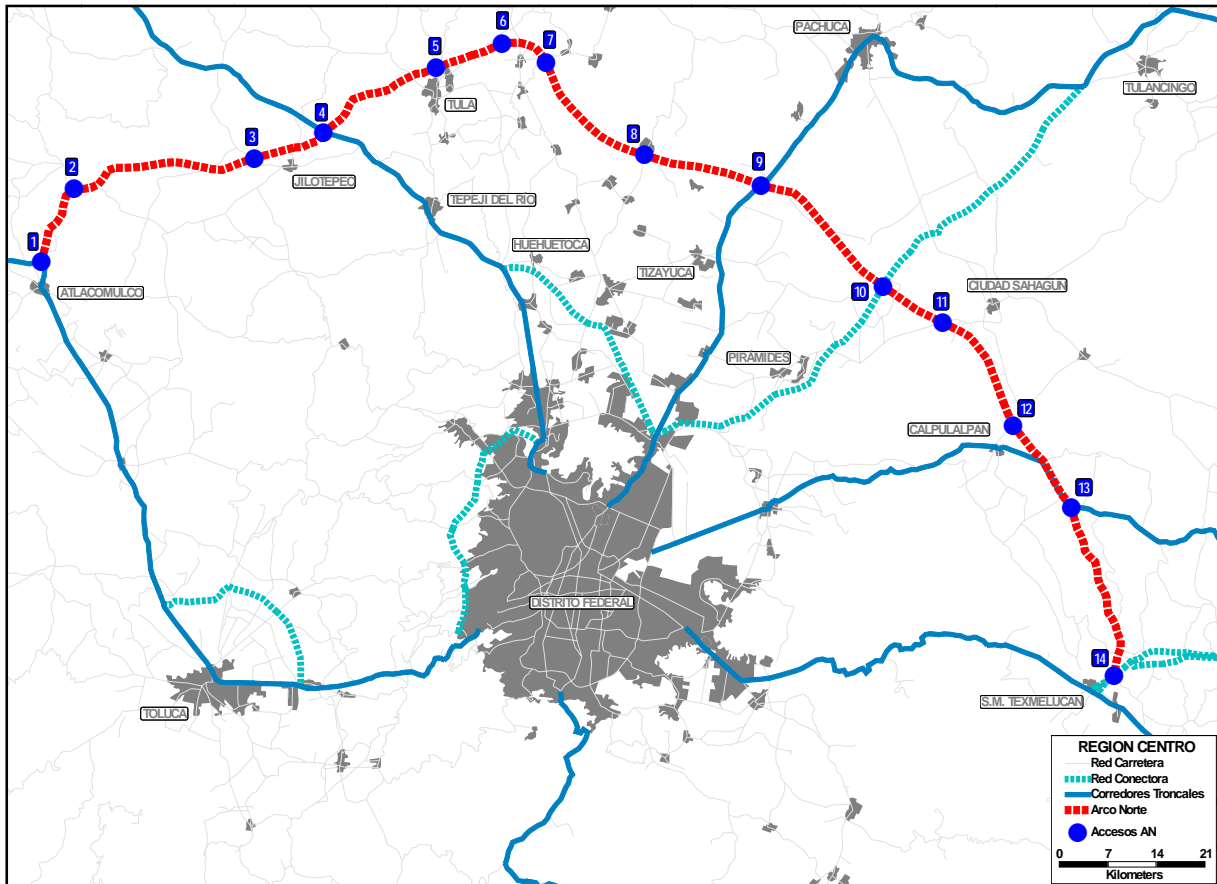 6
5
7
PACHUCA
TULANCINGO
TULA
4
3
8
2
JILOTEPEC
9
TEPEJI DEL RIO
1
HUEHUETOCA
TIZAYUCA
ATLACOMULCO
10
CIUDAD SAHAGUN
11
PIRAMIDES
12
CALPULALPAN
13
DISTRITO FEDERAL
14
TOLUCA
S.M. TEXMELUCAN
REGION CENTRO
Red Carretera
Red Conectora
Corredores Troncales
Arco Norte
Accesos AN
0 7 14 21
Kilometers